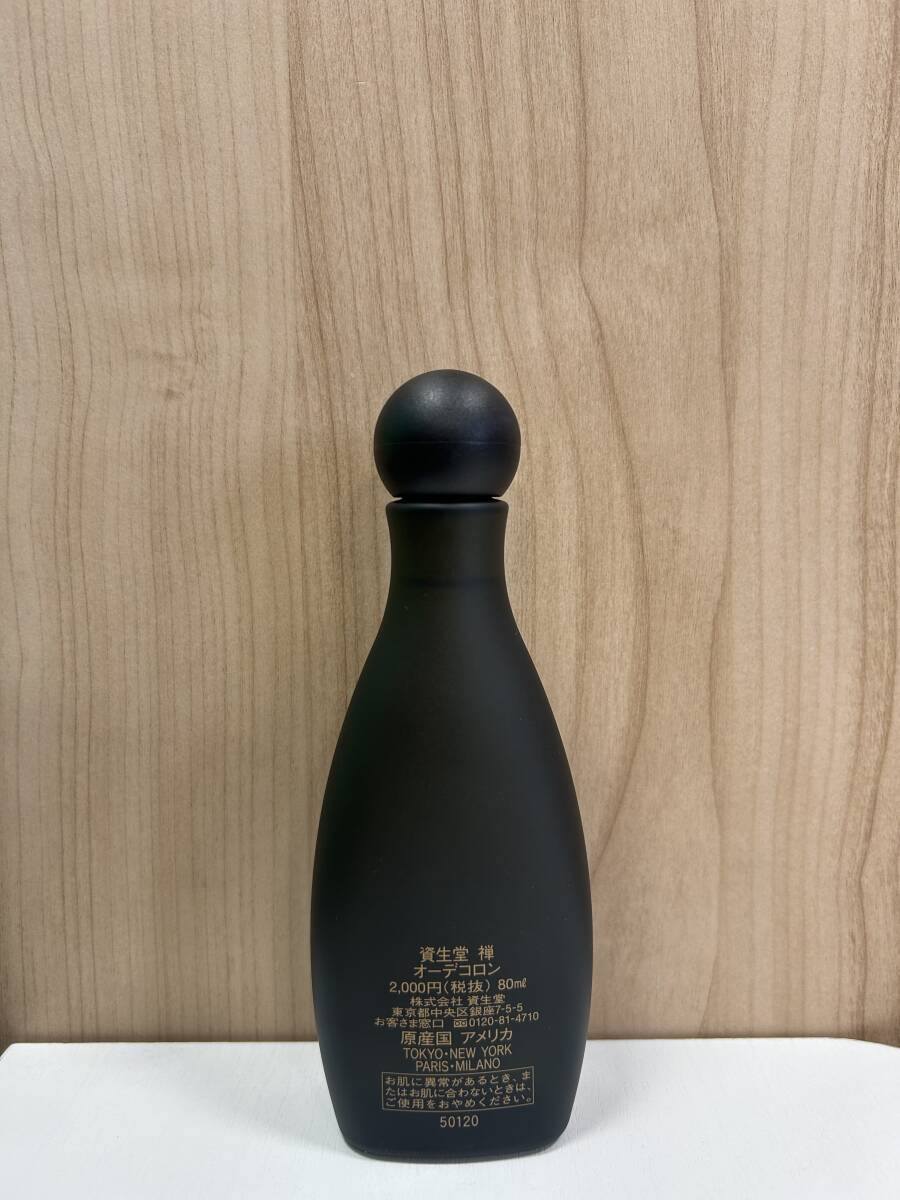 資生堂 禅
オーデコロン
2,000円(税抜) 80㎖
株式会社 資生堂
東京都中央区銀座7-5-5
お客さま窓口 0120-81-4710
原産国 アメリカ
TOKYO・NEW YORK
PARIS・MILANO
お肌に異常があるとき、ま
たはお肌に合わないときは、
ご使用をおやめください。
50120